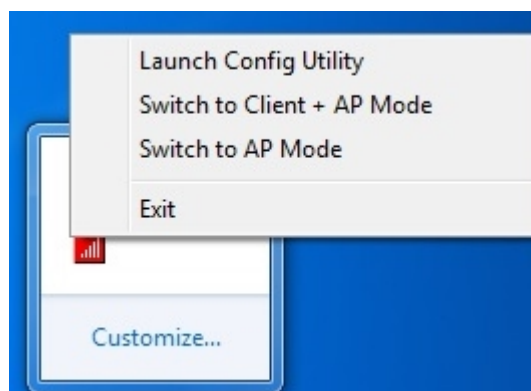 Launch Config Utility
Switch to Client + AP Mode
Switch to AP Mode
Exit
Customize...